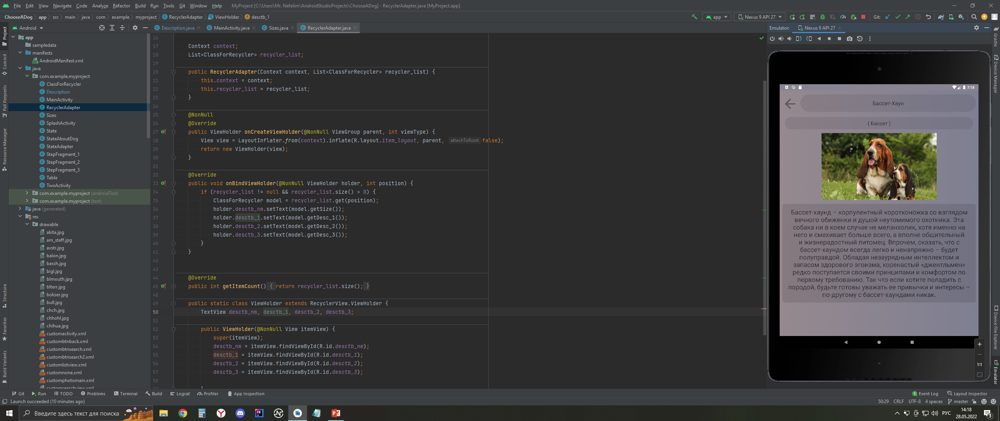 File Edit View Navigate Code Analyze Refactor Build Run Tools Git Window Help MyProject [C:\Users\Mr. Nefelim\AndroidStudioProjects\ChooseADog] - RecyclerAdapter.java [MyProject.app]
ChooseADog app src main java com example myproject RecyclerAdapter ViewHolder desctb_1 app Nexus 9 API 27 Git:
Android
Description.java MainActivity.java Sizes.java RecyclerAdapter.java
Emulator: Nexus 9 API 27
Project
Commit
Pull Requests
Resource Manager
Structure
Favorites
Build Variants
app
sampledata
manifests
AndroidManifest.xml
java
com.example.myproject
ClassForRecycler
Description
MainActivity
RecyclerAdapter
Sizes
SplashActivity
State
StateAboutDog
StateAdapter
StepFragment_1
StepFragment_2
StepFragment_3
Table
TwoActivity
com.example.myproject (androidTest)
com.example.myproject (test)
java (generated)
res
drawable
akita.jpg
am_staff.jpg
avstr.jpg
balon.jpg
bassh.jpg
bigl.jpg
blmouth.jpg
blterr.jpg
bokser.jpg
bull.jpg
chch.jpg
chhohl.jpg
chihua.jpg
customactivity.xml
custombtnback.xml
custombtnsearch.xml
custombtnsearch2.xml
customlistview.xml
customnone.xml
customphotomain.xml
customsearchview.xml
16
17 Context context;
18 List<ClassForRecycler> recycler_list;
19
20 public RecyclerAdapter(Context context, List<ClassForRecycler> recycler_list) {
21 this.context = context;
22 this.recycler_list = recycler_list;
23 }
24
25 @NonNull
26 @Override
27 public ViewHolder onCreateViewHolder(@NonNull ViewGroup parent, int viewType) {
28 View view = LayoutInflater.from(context).inflate(R.layout.item_layout, parent, attachToRoot: false);
29 return new ViewHolder(view);
30 }
31
32 @Override
33 public void onBindViewHolder(@NonNull ViewHolder holder, int position) {
34 if (recycler_list != null && recycler_list.size() > 0) {
35 ClassForRecycler model = recycler_list.get(position);
36 holder.desctb_nm.setText(model.getSize());
37 holder.desctb_1.setText(model.getDesc_1());
38 holder.desctb_2.setText(model.getDesc_2());
39 holder.desctb_3.setText(model.getDesc_3());
40 }
41 }
42
43
44 @Override
45 public int getItemCount() { return recycler_list.size(); }
48
49 public static class ViewHolder extends RecyclerView.ViewHolder {
50 TextView desctb_nm, desctb_1, desctb_2, desctb_3;
51
52 public ViewHolder(@NonNull View itemView) {
53 super(itemView);
54 desctb_nm = itemView.findViewById(R.id.desctb_nm);
55 desctb_1 = itemView.findViewById(R.id.desctb_1);
56 desctb_2 = itemView.findViewById(R.id.desctb_2);
57 desctb_3 = itemView.findViewById(R.id.desctb_3);
58
7:18
Бассет-Хаун
( Бассет )
Бассет-хаунд – корпулентный коротконожка со взглядом
вечного обиженки и душой неутомимого охотника. Эта
собака ни в коем случае не меланхолик, хотя именно на
него и смахивает больше всего, а вполне общительный
и жизнерадостный питомец. Впрочем, сказать, что с
бассет-хаундом всегда легко и ненапряжно – будет
полуправдой. Обладая незаурядным интеллектом и
запасом здорового эгоизма, коренастый «джентльмен»
редко поступается своими принципами и комфортом по
первому требованию. Так что если хотите поладить с
породой, будьте готовы уважать ее привычки и интересы –
по-другому с бассет-хаундами никак.
1:1
Gradle
Device Manager
Device File Explorer
Emulator
Git Run TODO Problems Terminal Build Logcat Profiler App Inspection 1 Event Log Layout Inspector
Launch succeeded (10 minutes ago) 50:29 CRLF UTF-8 4 spaces master
Введите здесь текст для поиска
РУС
14:18
28.05.2022
3